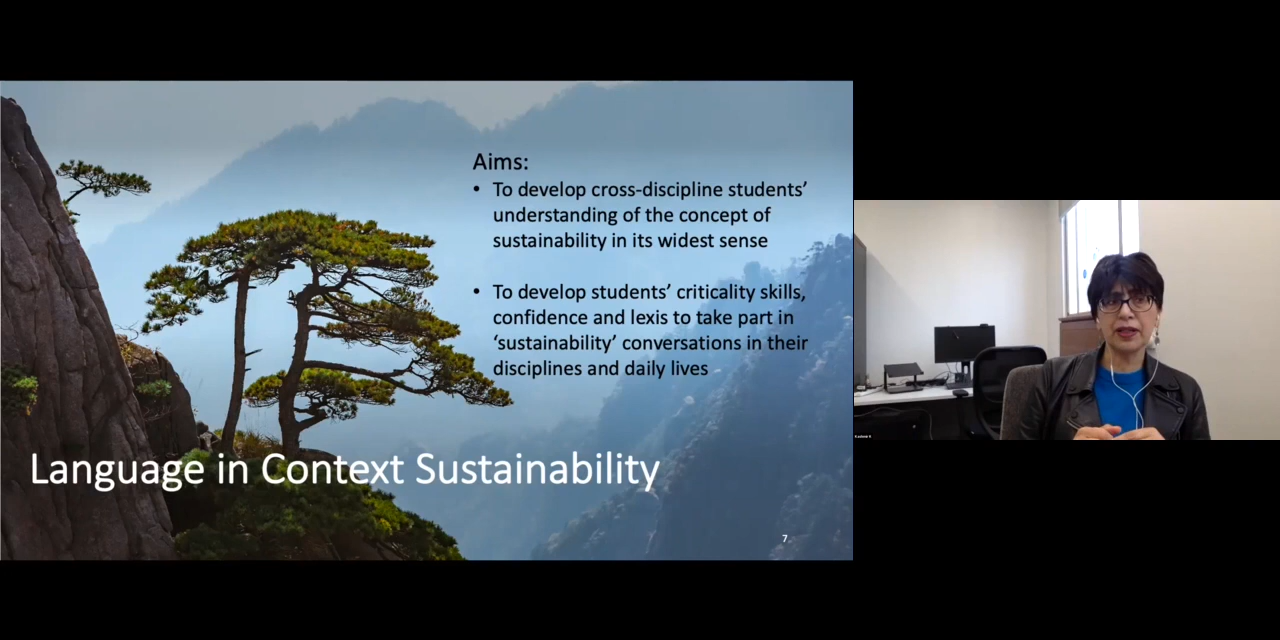 Aims:
• To develop cross-discipline students’
understanding of the concept of
sustainability in its widest sense
• To develop students’ criticality skills,
confidence and lexis to take part in
‘sustainability’ conversations in their
disciplines and daily lives
Language in Context Sustainability
7